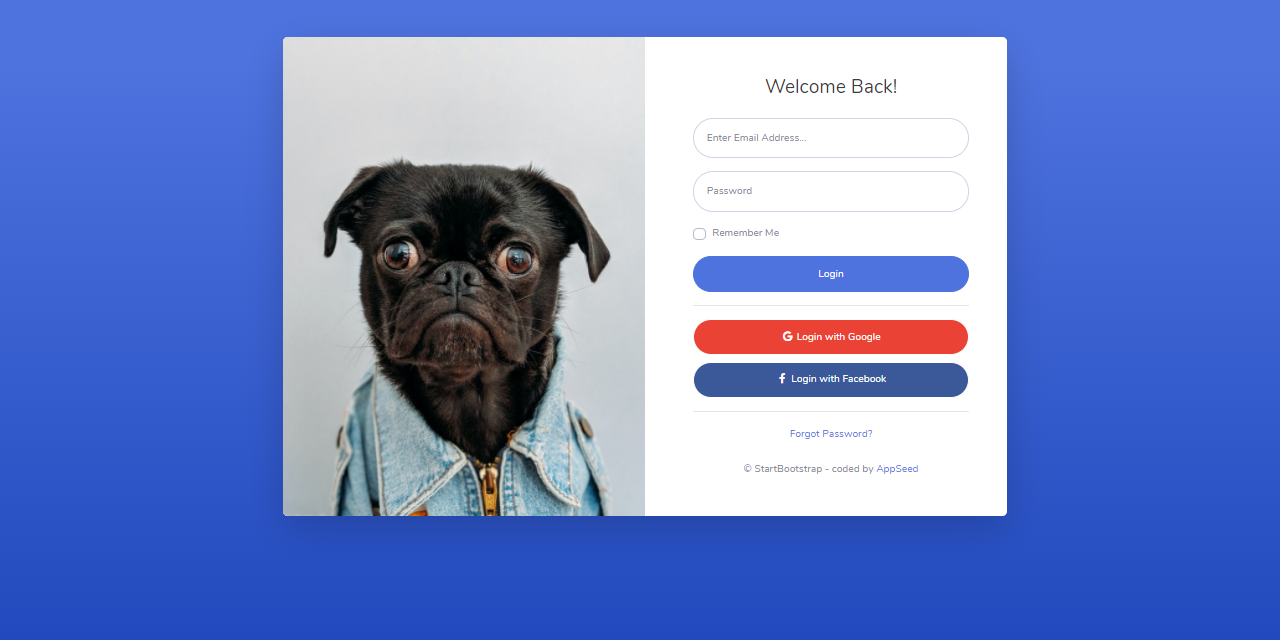 Welcome Back!
Enter Email Address...
Password
Remember Me
Login
Login with Google
Login with Facebook
Forgot Password?
© StartBootstrap - coded by AppSeed